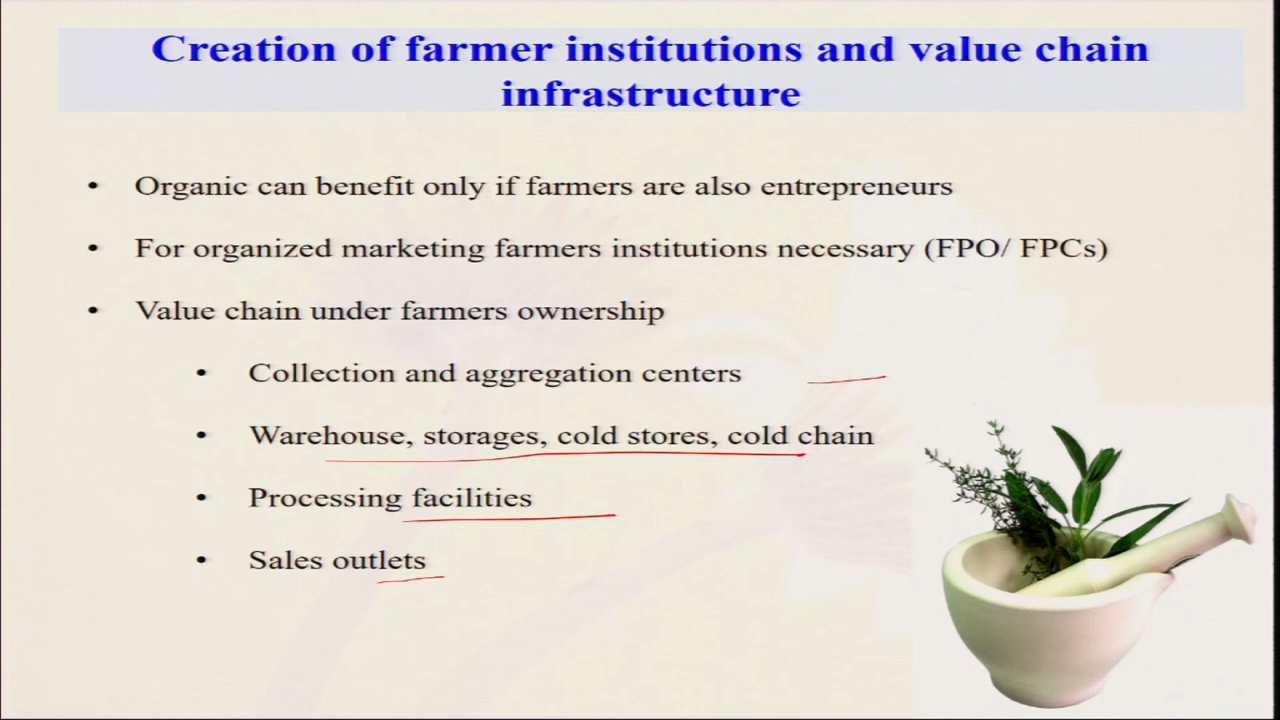 Creation of farmer institutions and value chain
infrastructure
• Organic can benefit only if farmers are also entrepreneurs
• For organized marketing farmers institutions necessary (FPO/ FPCs)
• Value chain under farmers ownership
• Collection and aggregation centers
• Warehouse, storages, cold stores, cold chain
• Processing facilities
• Sales outlets